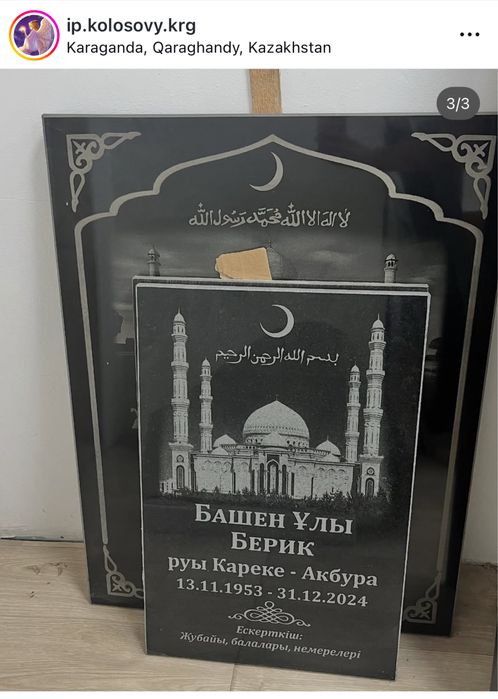 ip.kolosovy.krg
Karaganda, Qaraghandy, Kazakhstan
3/3
لا اله الا الله محمد رسول الله
بسم الله الرحمن الرحيم
Башен Ұлы
Берик
руы Кареке - Акбура
13.11.1953 - 31.12.2024
Ескерткіш:
Жубайы, балалары, немерелері